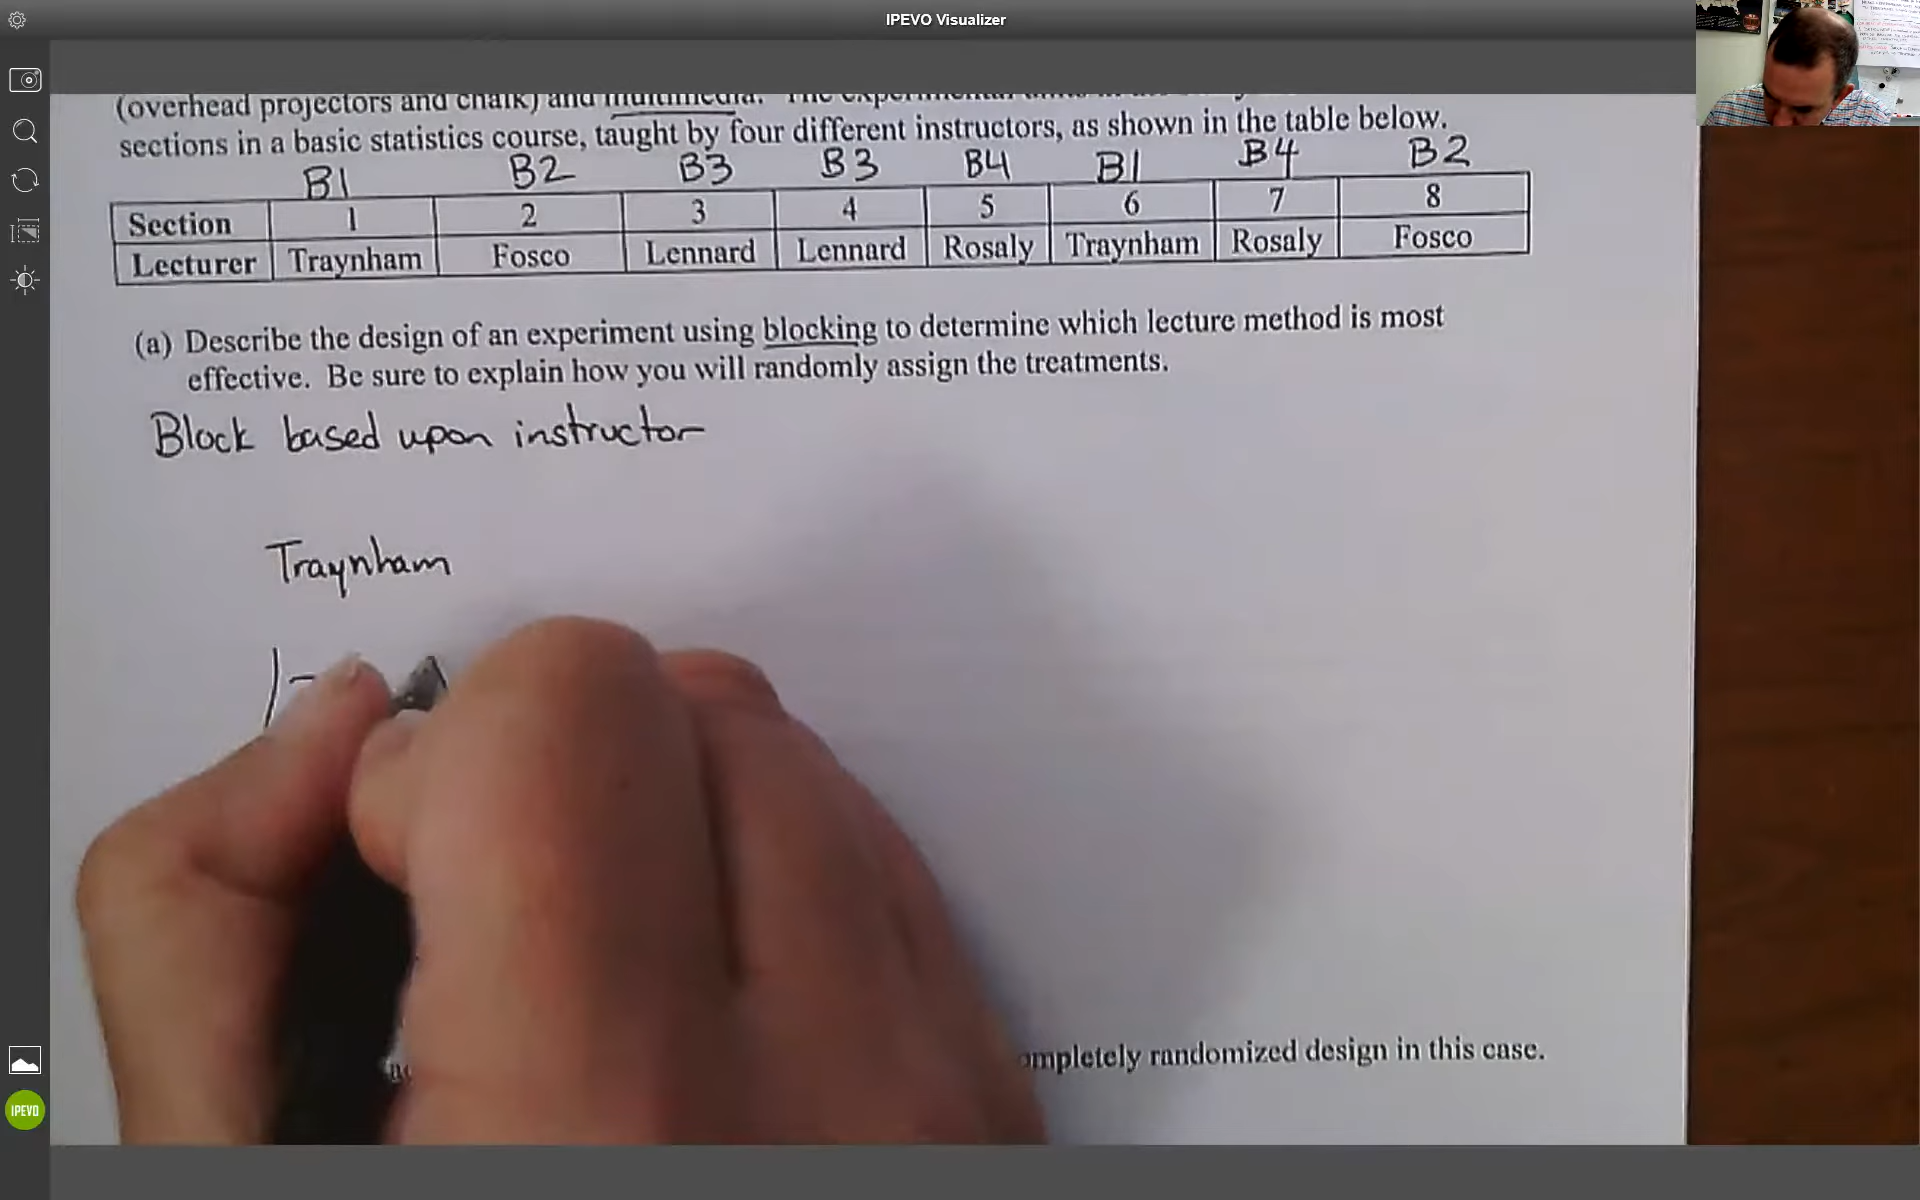 IPEVO Visualizer
(overhead projectors and chalk) and multimedia. The experimental
sections in a basic statistics course, taught by four different instructors, as shown in the table below.
B1 B2 B3 B3 B4 B1 B4 B2
Section 1 2 3 4 5 6 7 8
Lecturer Traynham Fosco Lennard Lennard Rosaly Traynham Rosaly Fosco
(a) Describe the design of an experiment using blocking to determine which lecture method is most
effective. Be sure to explain how you will randomly assign the treatments.
Block based upon instructor
Traynham
randomized design in this case.
IPEVO